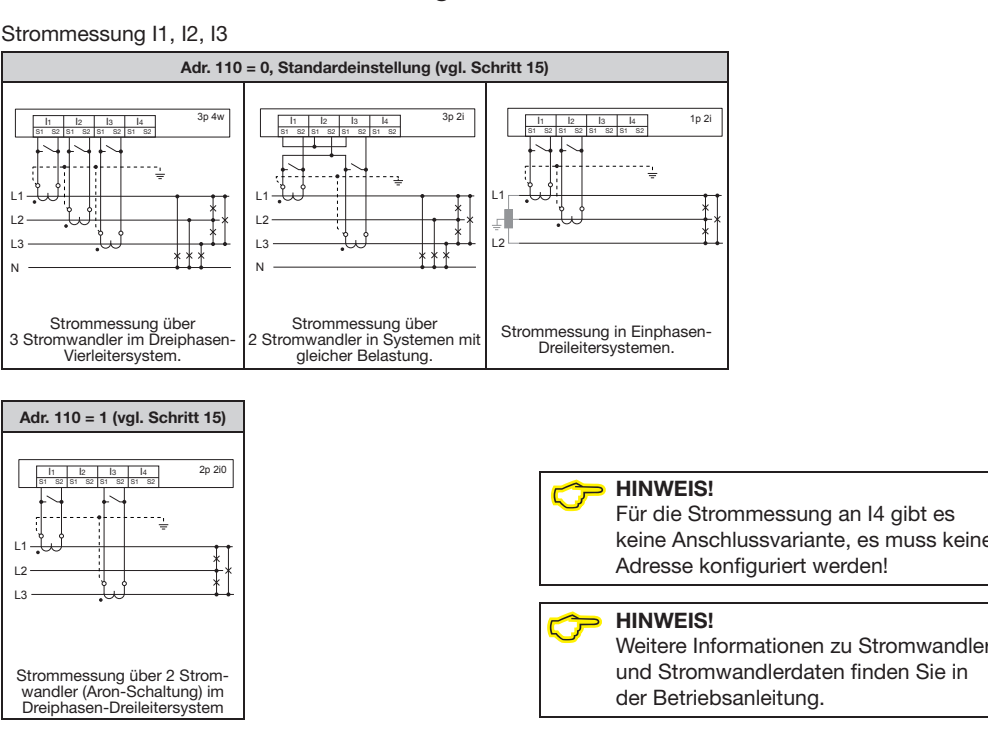 Strommessung I1, I2, I3
Adr. 110 = 0, Standardeinstellung (vgl. Schritt 15)
I1 I2 I3 I4 3p 4w
S1 S2 S1 S2 S1 S2 S1 S2
L1
L2
L3
N
Strommessung über
3 Stromwandler im Dreiphasen-
Vierleitersystem.
I1 I2 I3 I4 3p 2i
S1 S2 S1 S2 S1 S2 S1 S2
L1
L2
L3
N
Strommessung über
2 Stromwandler in Systemen mit
gleicher Belastung.
I1 I2 I3 I4 1p 2i
S1 S2 S1 S2 S1 S2 S1 S2
L1
L2
Strommessung in Einphasen-
Dreileitersystemen.
Adr. 110 = 1 (vgl. Schritt 15)
I1 I2 I3 I4 2p 2i0
S1 S2 S1 S2 S1 S2 S1 S2
L1
L2
L3
Strommessung über 2 Strom-
wandler (Aron-Schaltung) im
Dreiphasen-Dreileitersystem
HINWEIS!
Für die Strommessung an I4 gibt es
keine Anschlussvariante, es muss keine
Adresse konfiguriert werden!
HINWEIS!
Weitere Informationen zu Stromwandler
und Stromwandlerdaten finden Sie in
der Betriebsanleitung.